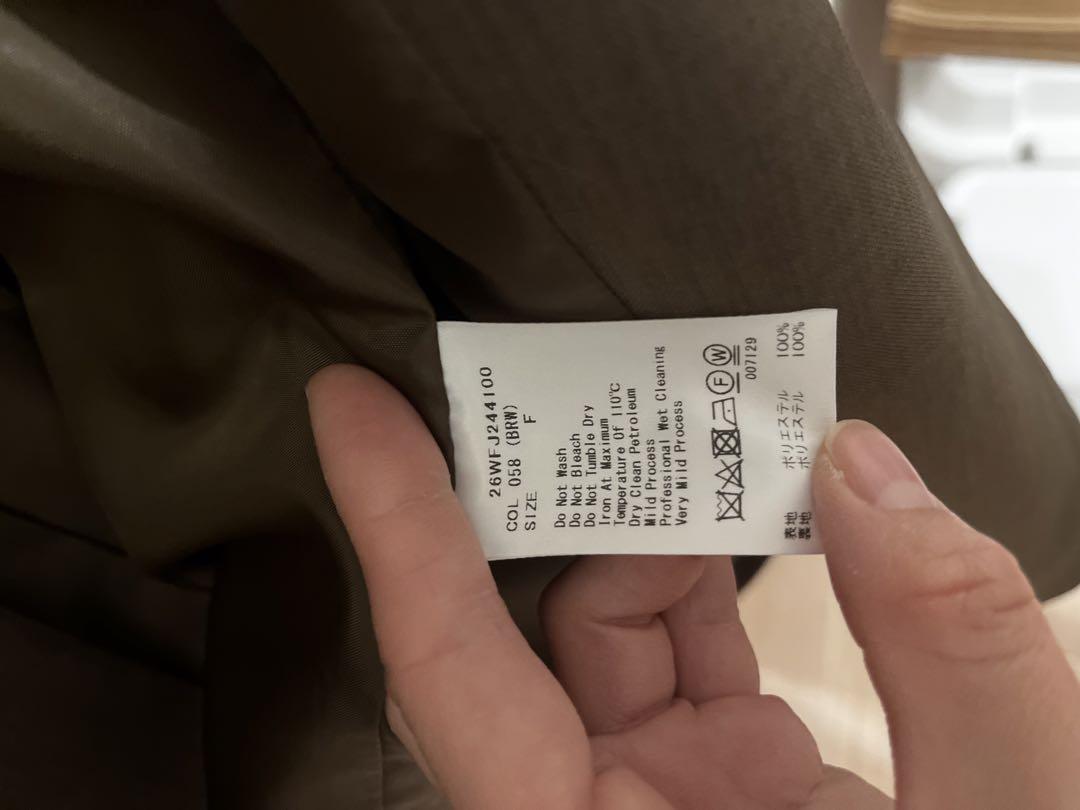 26WFJ244100
COL 058 (BRW)
SIZE F
Do Not Wash
Do Not Bleach
Do Not Tumble Dry
Iron At Maximum
Temperature Of 110℃
Dry Clean Petroleum
Mild Process
Professional Wet Cleaning
Very Mild Process
F W
007129
表地 ポリエステル 100%
裏地 ポリエステル 100%